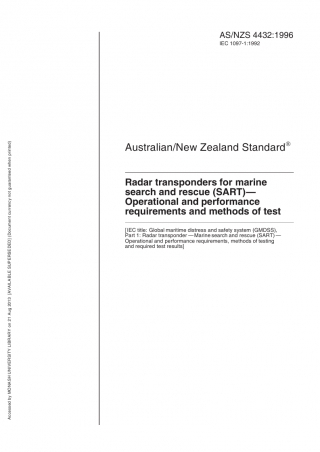 AS/NZS 4432:1996
IEC 1097-1:1992
Australian/New Zealand Standard®
Radar transponders for marine
search and rescue (SART)—
Operational and performance
requirements and methods of test
[IEC title: Global maritime distress and safety system (GMDSS),
Part 1: Radar transponder — Marine search and rescue (SART) —
Operational and performance requirements, methods of testing
and required test results]
Accessed by MONASH UNIVERSITY LIBRARY on 21 Aug 2013 [AVAILABLE SUPERSEDED] (Document currency not guaranteed when printed)